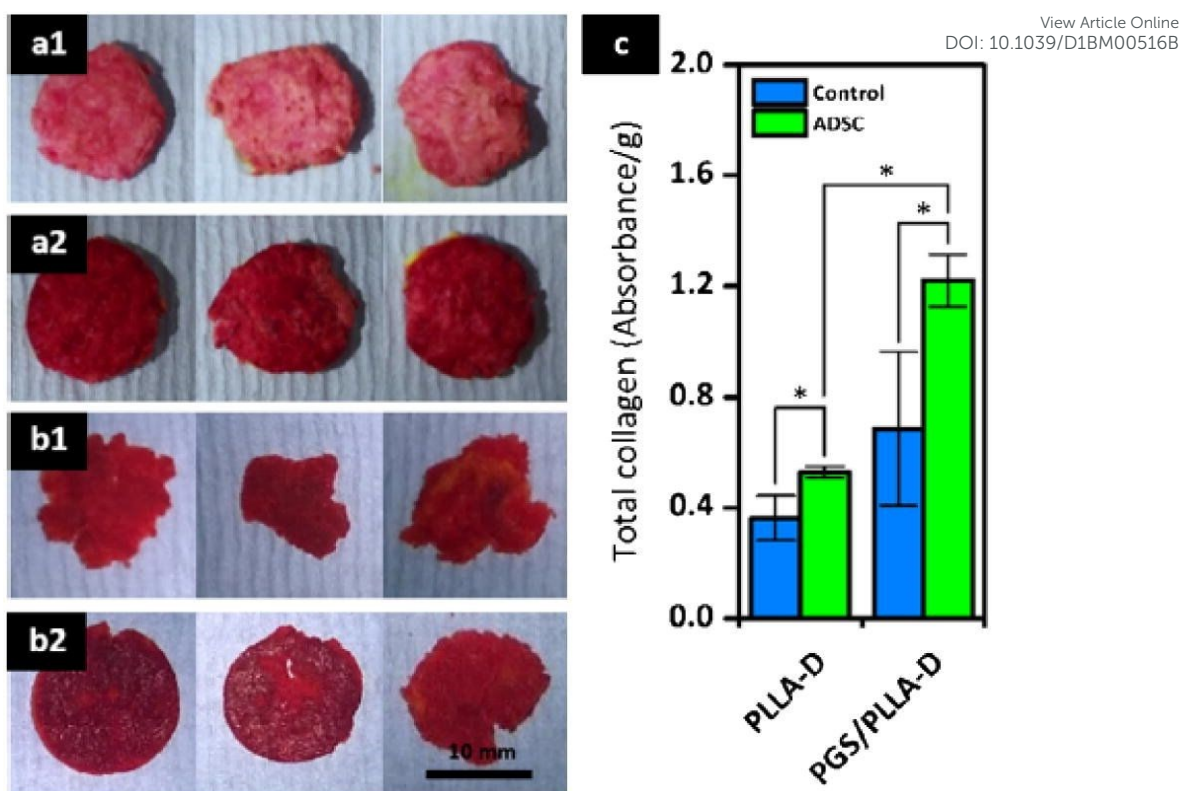 View Article Online
DOI: 10.1039/D1BM00516B
a1
a2
b1
b2
10 mm
c
Total collagen (Absorbance/g)
2.0
1.6
1.2
0.8
0.4
0.0
Control
ADSC
*
*
*
PLLA-D
PGS/PLLA-D